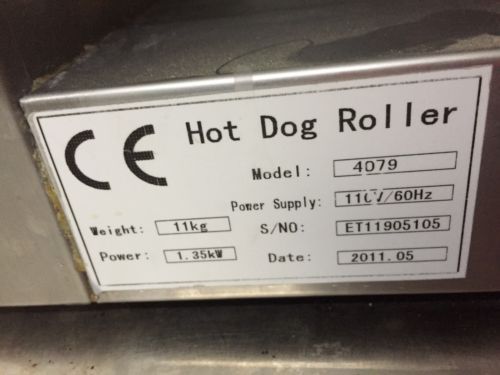 CE Hot Dog Roller
Model: 4079
Power Supply: 110V/60Hz
Weight: 11kg S/NO: ET11905105
Power: 1.35kW Date: 2011.05